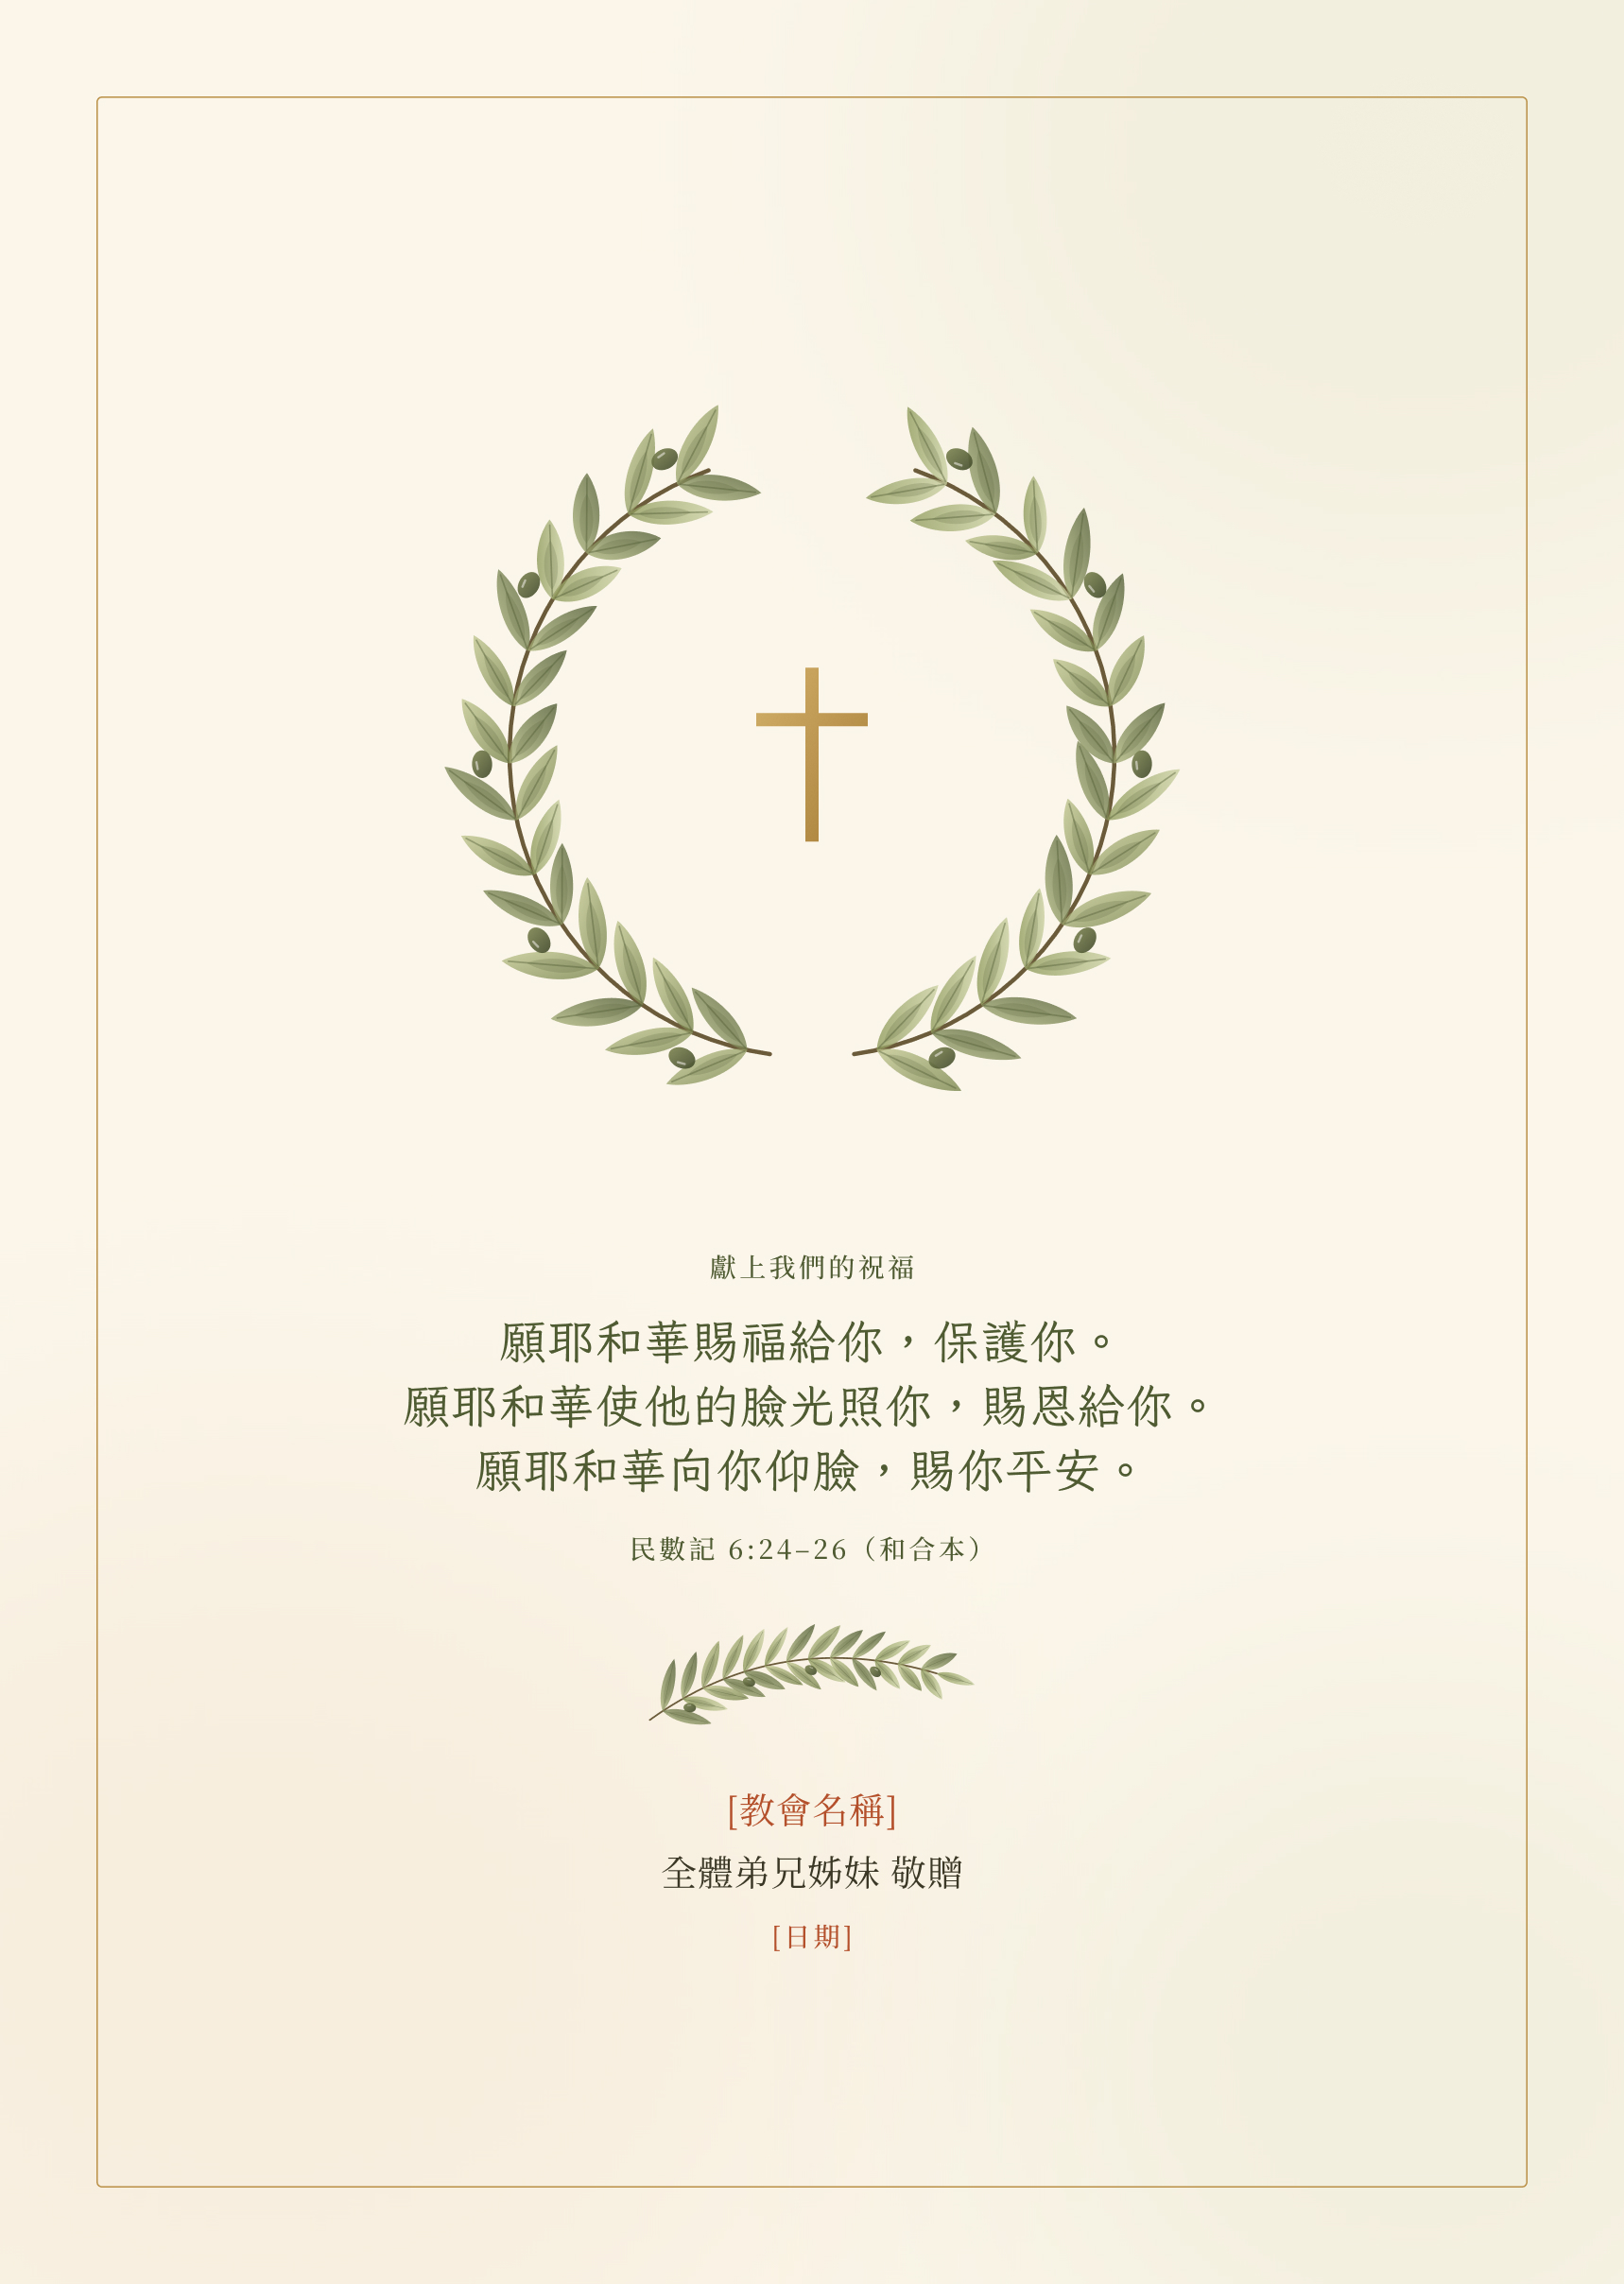 獻上我們的祝福
願耶和華賜福給你，保護你。
願耶和華使他的臉光照你，賜恩給你。
願耶和華向你仰臉，賜你平安。
民數記 6:24–26（和合本）
[教會名稱]
全體弟兄姊妹 敬贈
[日期]